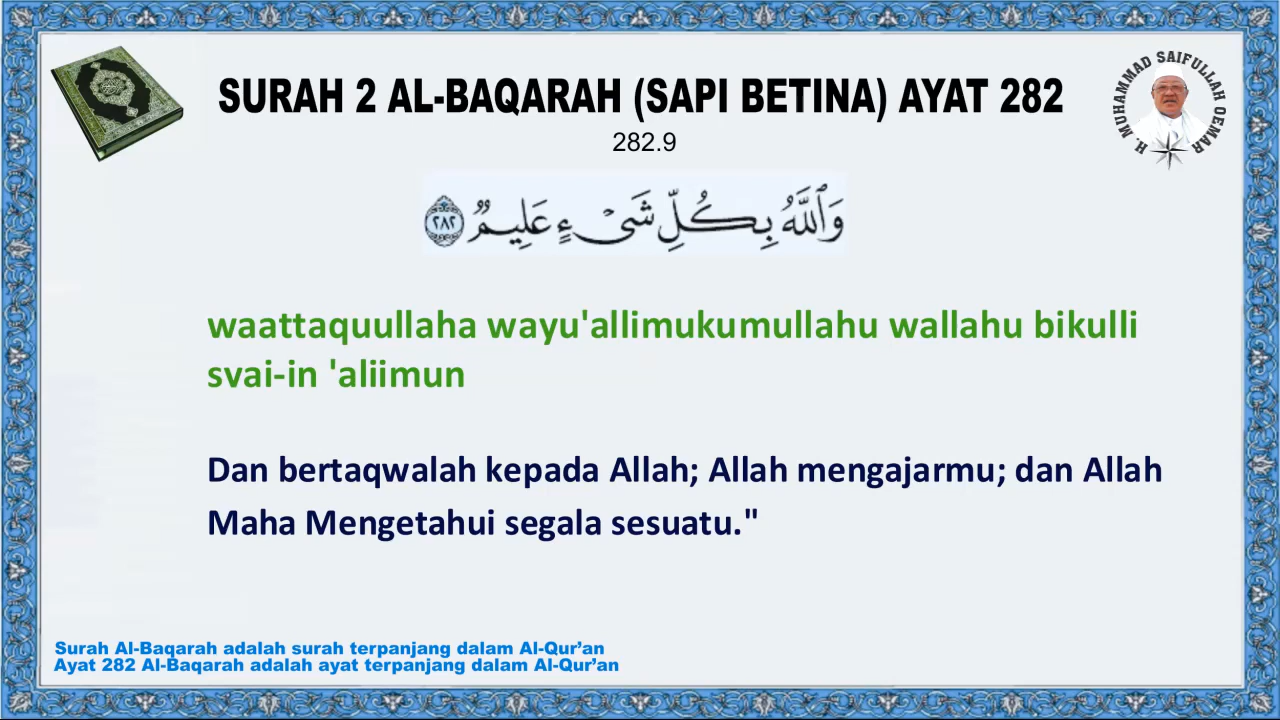 SURAH 2 AL-BAQARAH (SAPI BETINA) AYAT 282
282.9
H. MUHAMMAD SAIFULLAH OEMAR
وَٱللَّهُ بِكُلِّ شَىْءٍ عَلِيمٌ ٢٨٢
waattaquullaha wayu'allimukumullahu wallahu bikulli
svai-in 'aliimun
Dan bertaqwalah kepada Allah; Allah mengajarmu; dan Allah
Maha Mengetahui segala sesuatu."
Surah Al-Baqarah adalah surah terpanjang dalam Al-Qur’an
Ayat 282 Al-Baqarah adalah ayat terpanjang dalam Al-Qur’an